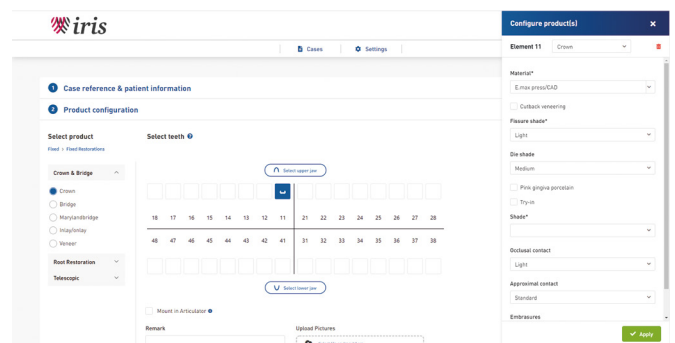 iris
Cases Settings
1 Case reference & patient information
2 Product configuration
Select product
Fixed > Fixed Restorations
Crown & Bridge
Crown
Bridge
Marylandbridge
Inlay/onlay
Veneer
Root Restoration
Telescopic
Select teeth
Select upper jaw
18 17 16 15 14 13 12 11 21 22 23 24 25 26 27 28
48 47 46 45 44 43 42 41 31 32 33 34 35 36 37 38
Select lower jaw
Mount in Articulator
Remark
Upload Pictures
Configure product(s)
Element 11 Crown
Material*
E.max press/CAD
Cutback veneering
Fissure shade*
Light
Die shade
Medium
Pink gingiva porcelain
Try-in
Shade*
Occlusal contact
Light
Approximal contact
Standard
Embrasures
Apply